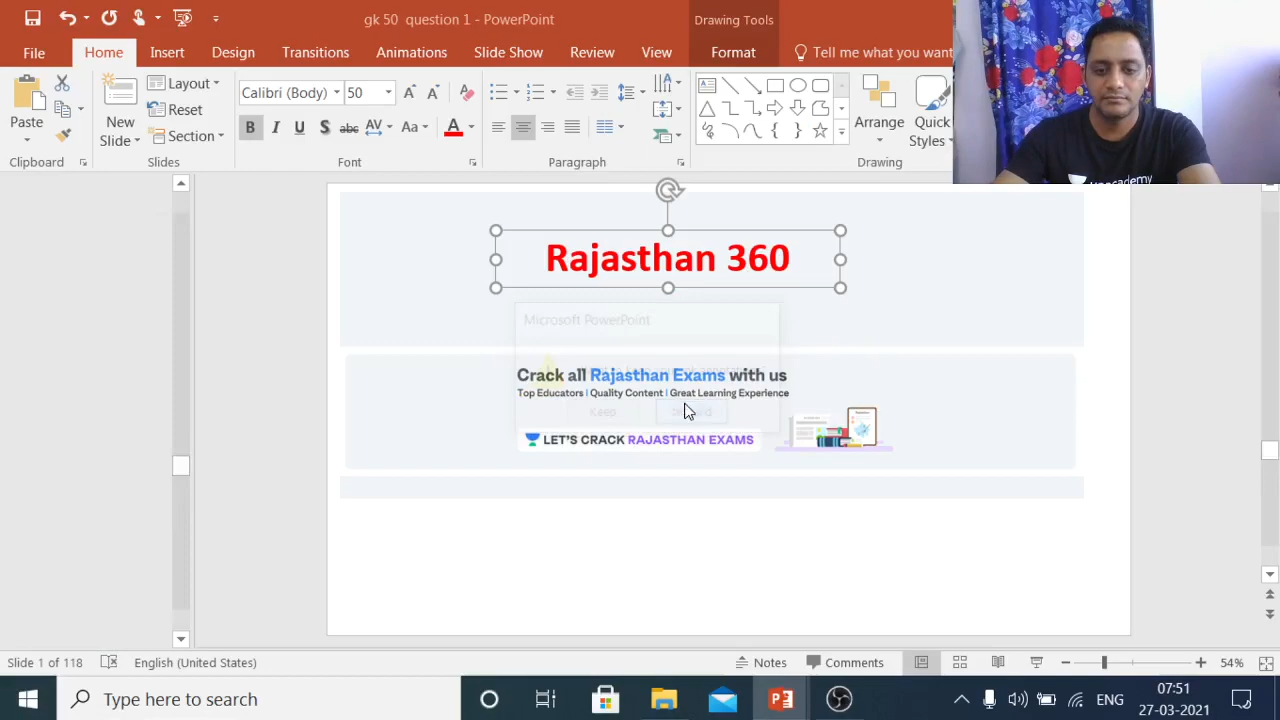 gk 50 question 1 - PowerPoint
Drawing Tools
File Home Insert Design Transitions Animations Slide Show Review View Format Tell me what you want
Paste
New
Slide
Layout
Reset
Section
Calibri (Body) 50
B I U S abc AV Aa A
Arrange
Quick
Styles
Clipboard Slides Font Paragraph Drawing
Rajasthan 360
Microsoft PowerPoint
Crack all Rajasthan Exams with us
Top Educators | Quality Content | Great Learning Experience
Keep
LET'S CRACK RAJASTHAN EXAMS
Slide 1 of 118 English (United States) Notes Comments 54%
Type here to search
ENG
07:51
27-03-2021